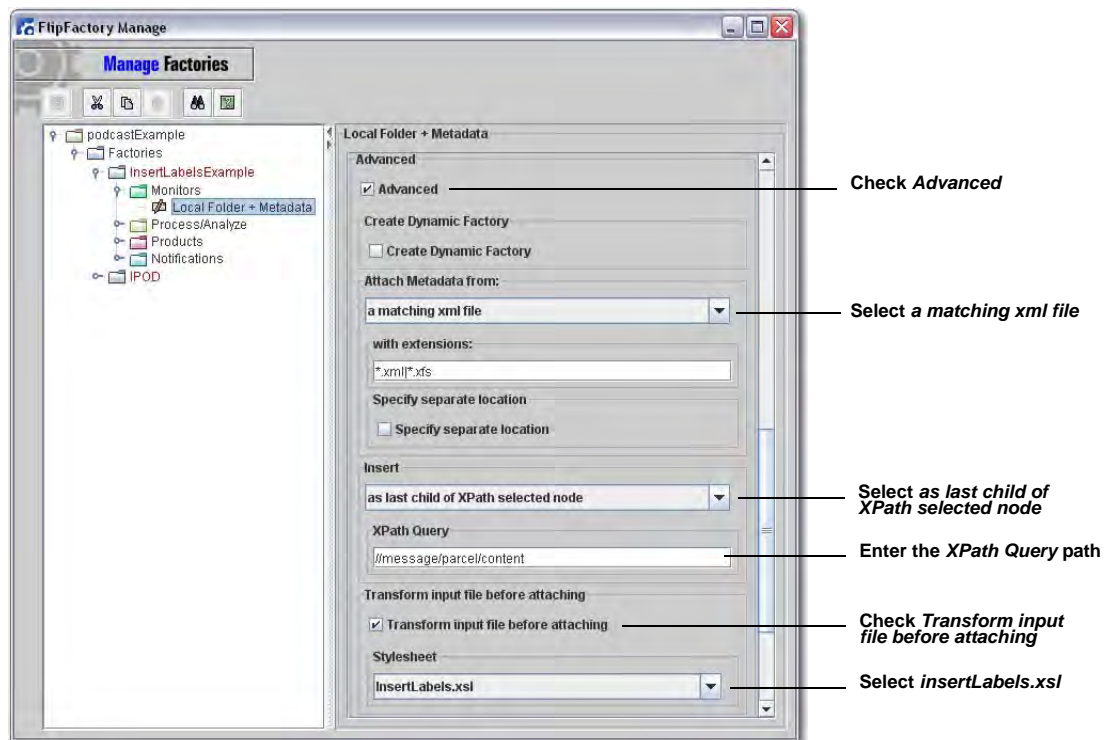 FlipFactory Manage
Manage Factories
podcastExample
Factories
InsertLabelsExample
Monitors
Local Folder + Metadata
Process/Analyze
Products
Notifications
IPOD
Local Folder + Metadata
Advanced
Advanced
Check Advanced
Create Dynamic Factory
Create Dynamic Factory
Attach Metadata from:
a matching xml file
Select a matching xml file
with extensions:
*.xml|*.xfs
Specify separate location
Specify separate location
Insert
as last child of XPath selected node
Select as last child of
XPath selected node
XPath Query
//message/parcel/content
Enter the XPath Query path
Transform input file before attaching
Transform input file before attaching
Check Transform input
file before attaching
Stylesheet
InsertLabels.xsl
Select insertLabels.xsl